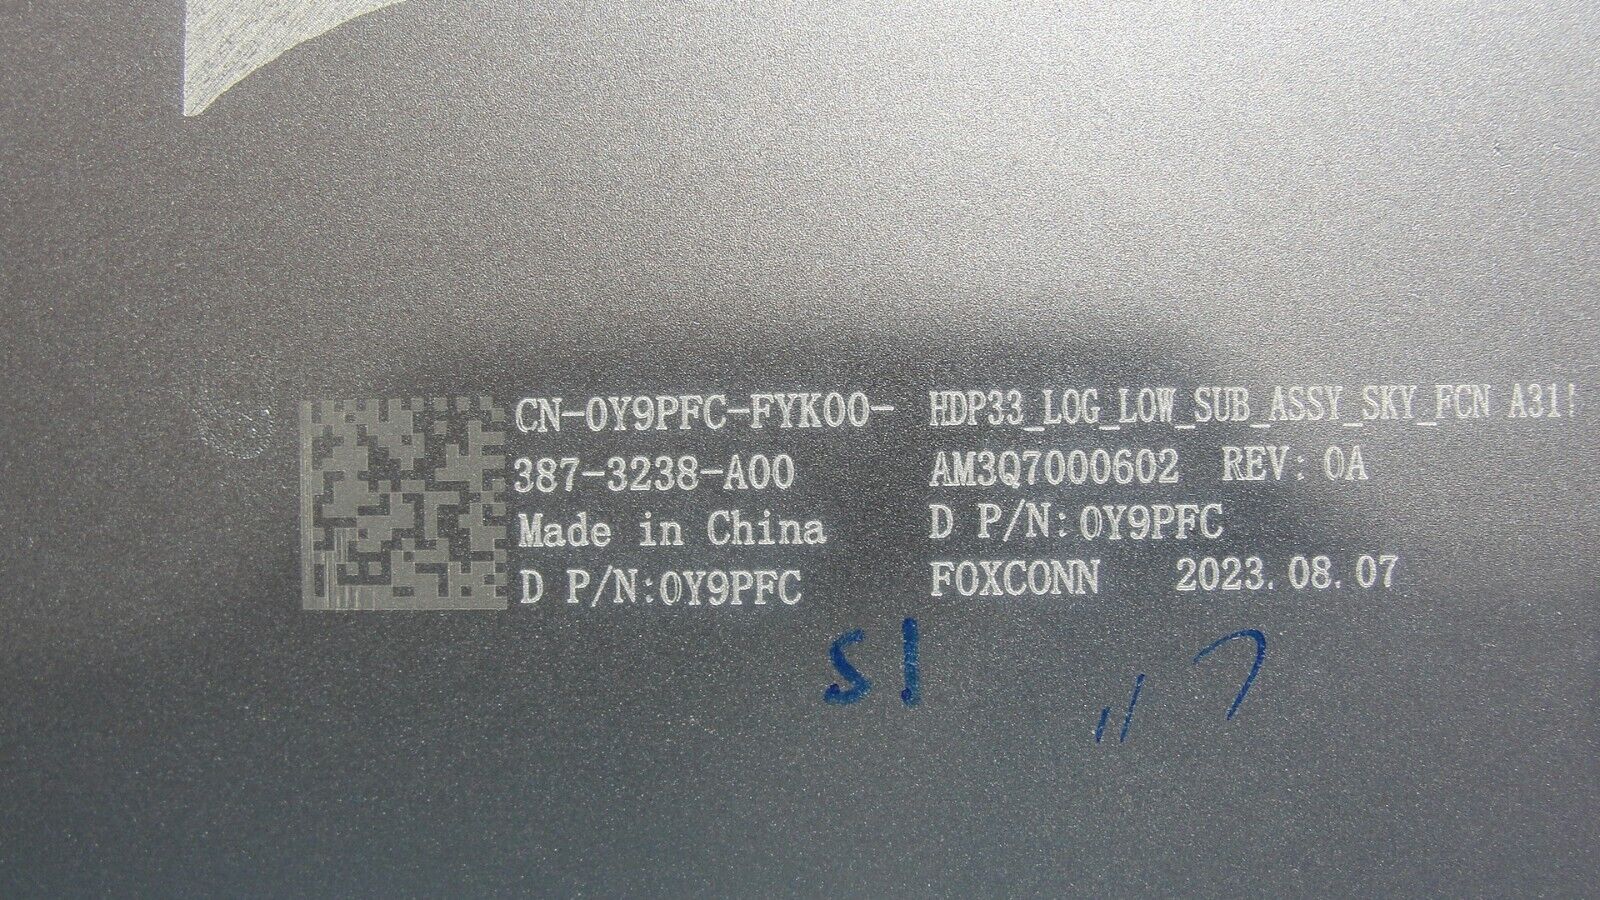 CN-0Y9PFC-FYK00-
387-3238-A00
Made in China
D P/N:0Y9PFC
HDP33_LOG_LOW_SUB_ASSY_SKY_FCN A31!
AM3Q7000602 REV: 0A
D P/N:0Y9PFC
FOXCONN 2023.08.07